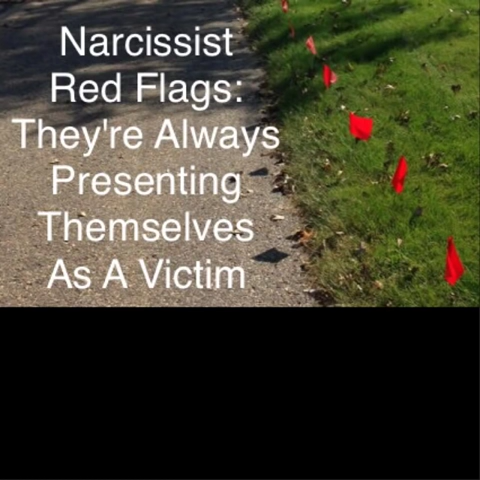 Narcissist
Red Flags:
They're Always
Presenting
Themselves
As A Victim